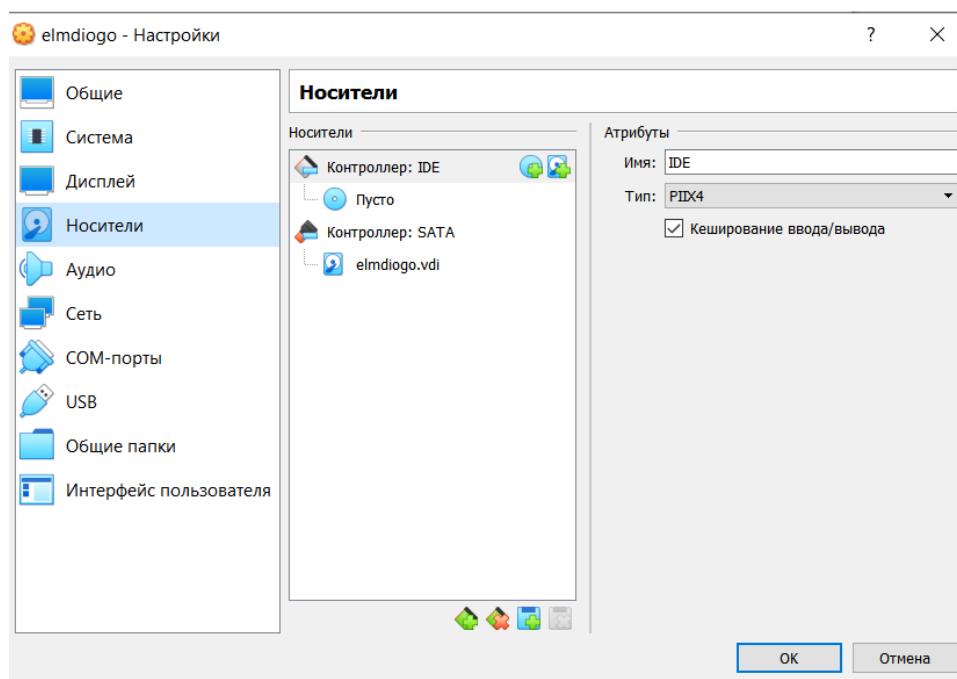 elmdiogo - Настройки ?
Общие
Система
Дисплей
Носители
Аудио
Сеть
COM-порты
USB
Общие папки
Интерфейс пользователя
Носители
Носители
Контроллер: IDE
Пусто
Контроллер: SATA
elmdiogo.vdi
Атрибуты
Имя: IDE
Тип: PIIX4
Кеширование ввода/вывода
OK Отмена